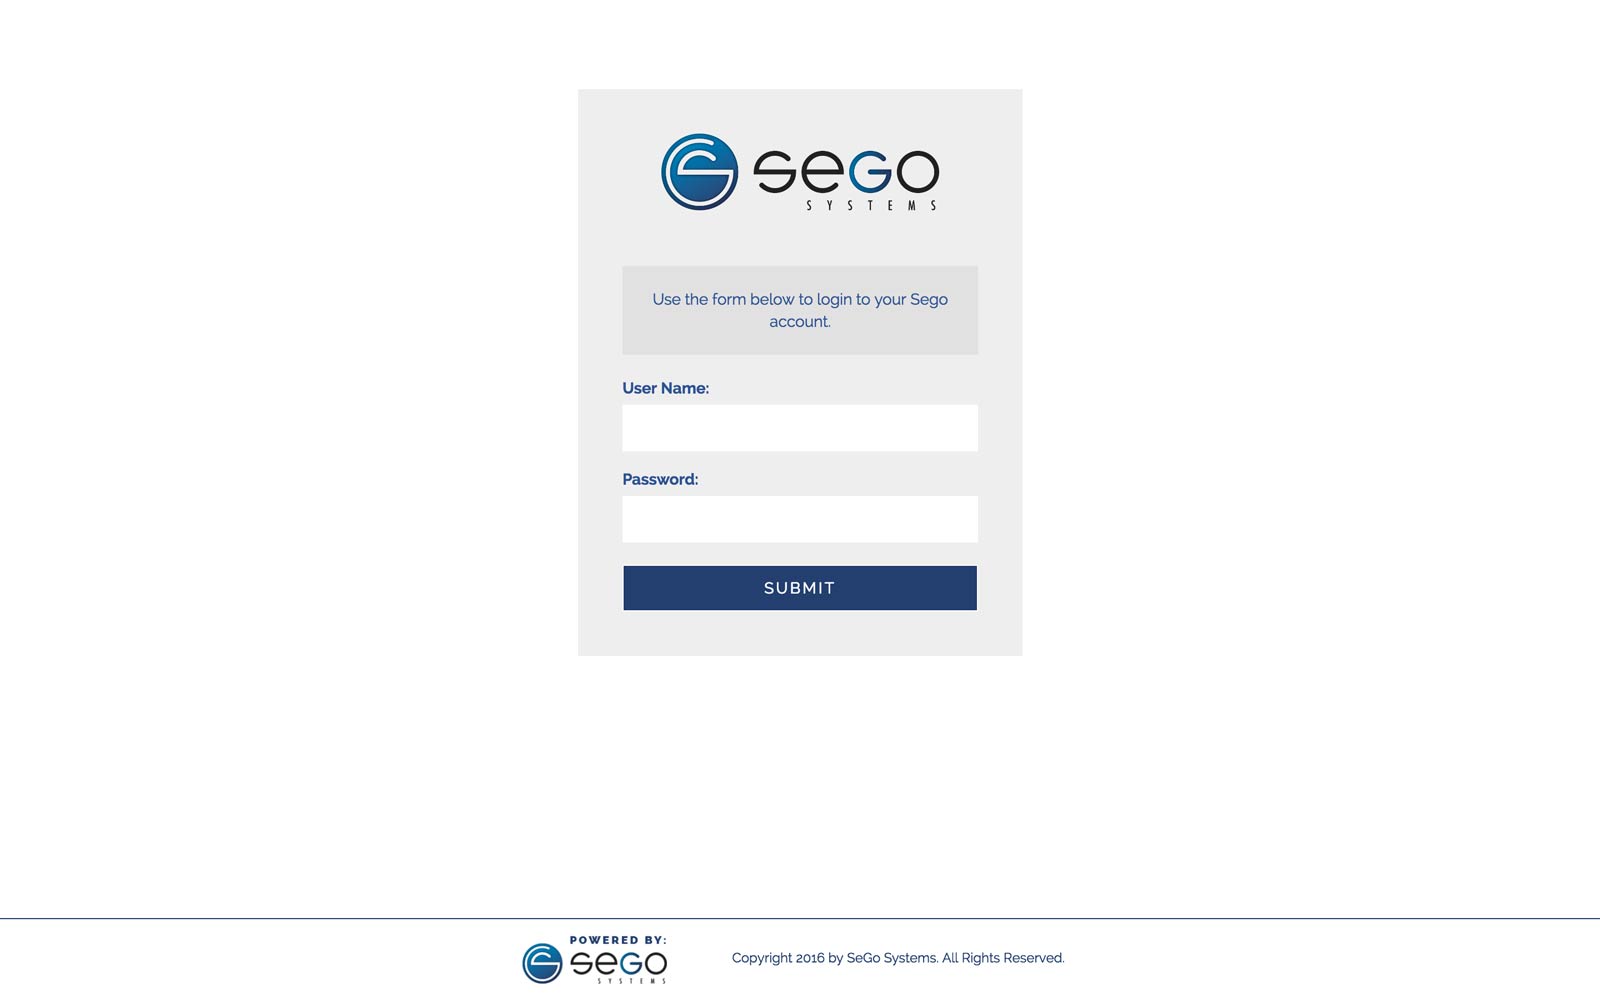 seGo
SYSTEMS
Use the form below to login to your Sego
account.
User Name:
Password:
SUBMIT
POWERED BY:
seGo
SYSTEMS
Copyright 2016 by SeGo Systems. All Rights Reserved.